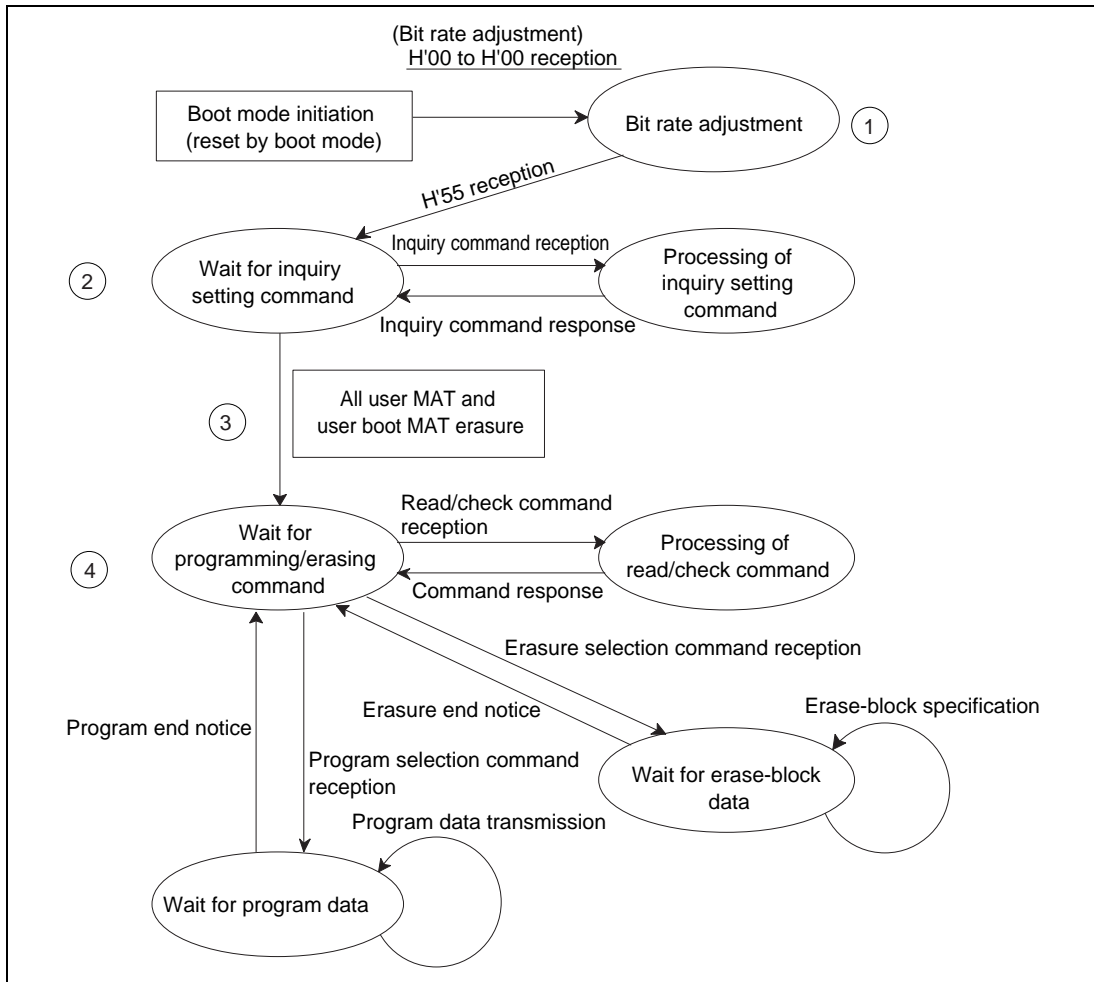 (Bit rate adjustment)
H'00 to H'00 reception
Boot mode initiation
(reset by boot mode)
Bit rate adjustment
1
H'55 reception
2
Wait for inquiry
setting command
Inquiry command reception
Inquiry command response
Processing of
inquiry setting
command
3
All user MAT and
user boot MAT erasure
4
Wait for
programming/erasing
command
Read/check command
reception
Command response
Processing of
read/check command
Erasure selection command reception
Erasure end notice
Program end notice
Program selection command
reception
Erase-block specification
Wait for erase-block
data
Program data transmission
Wait for program data